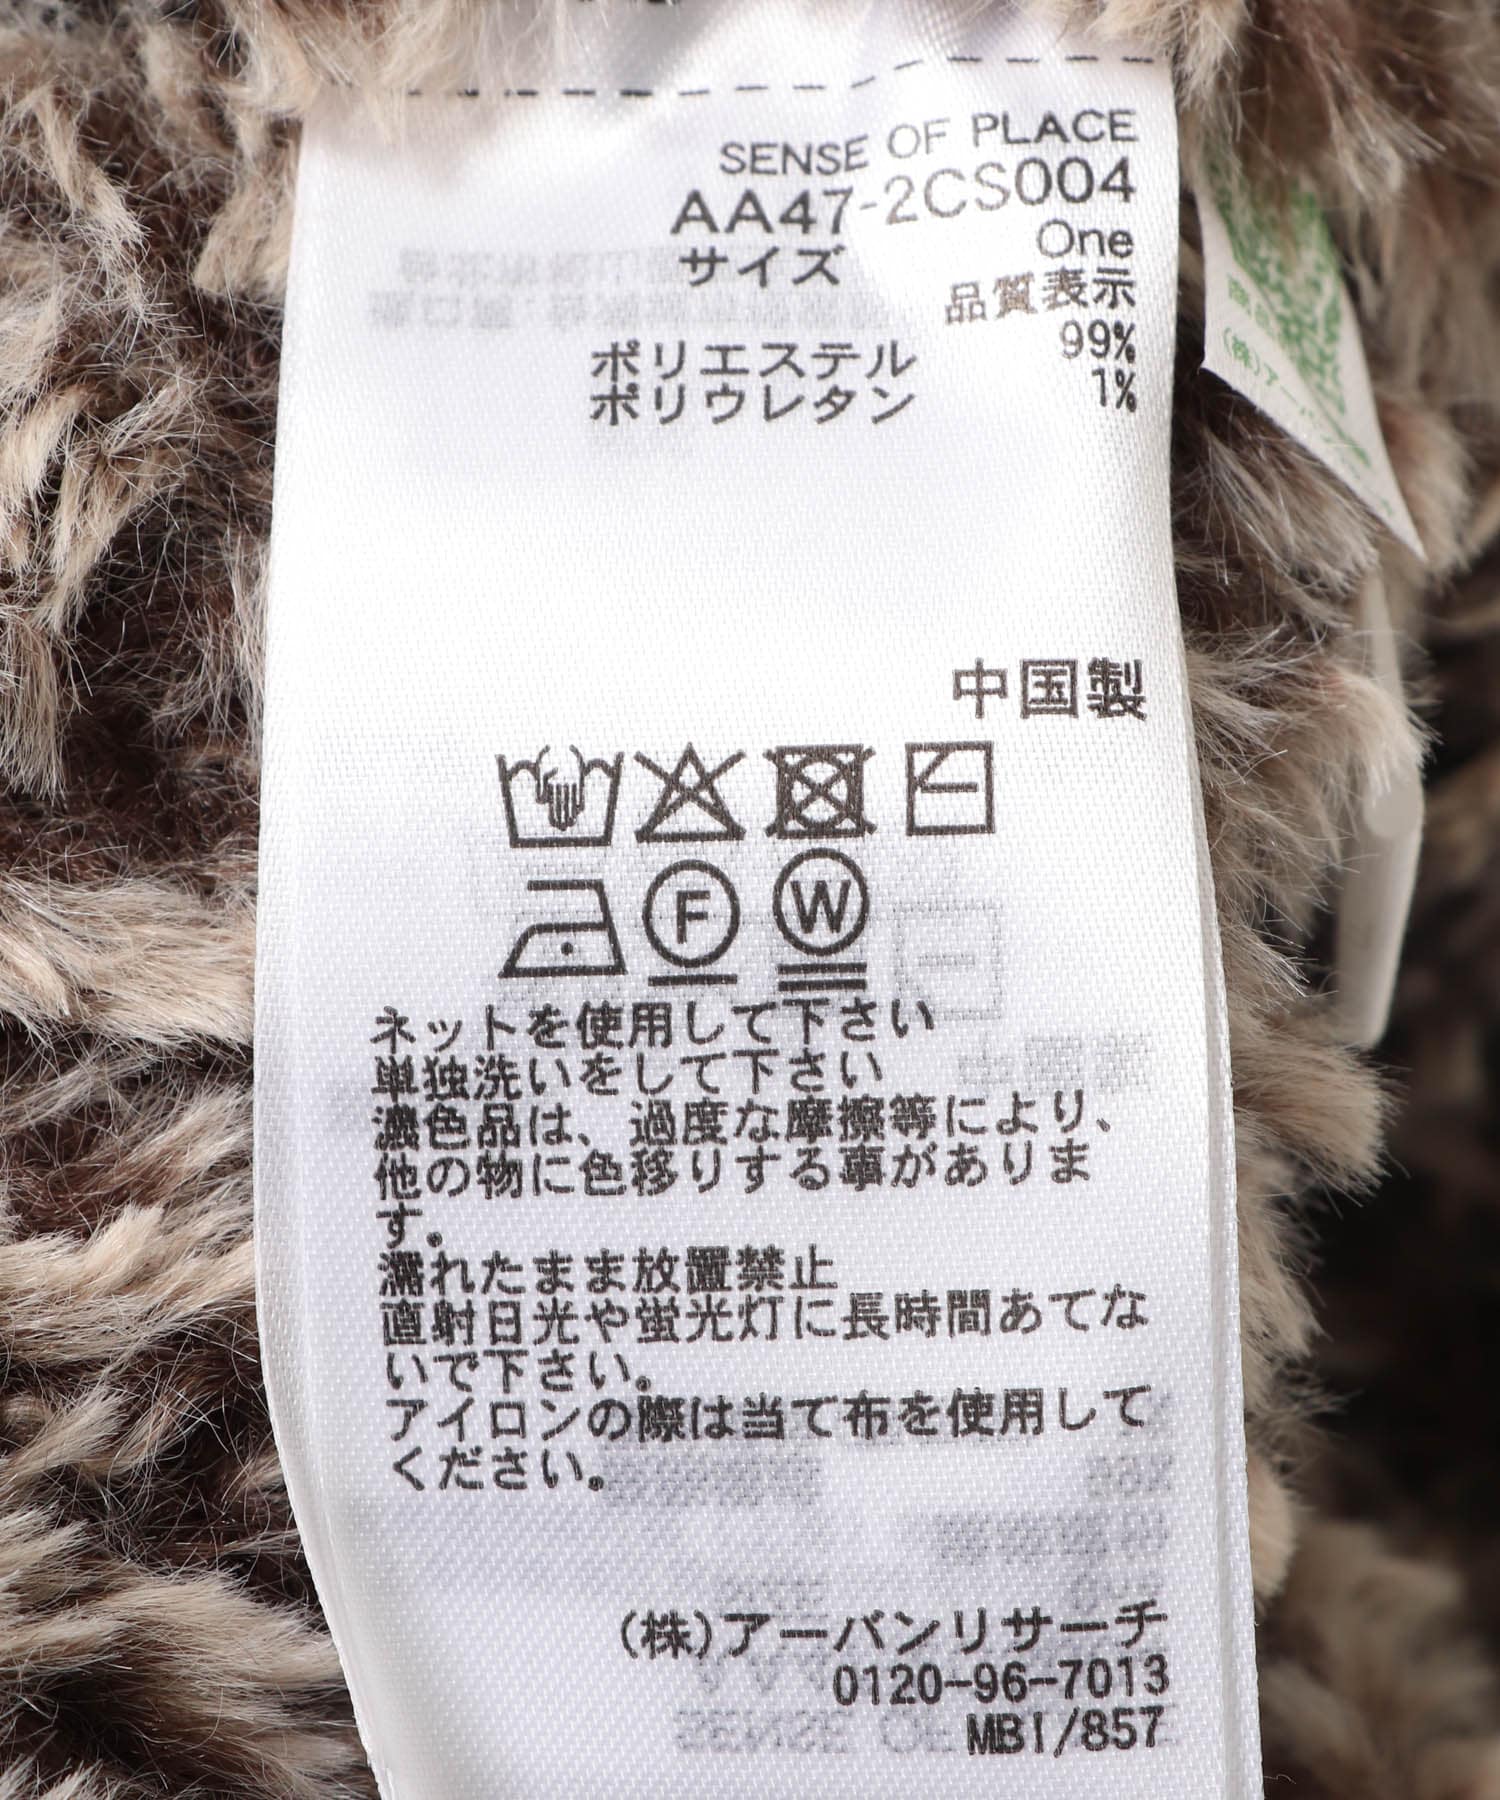 SENSE OF PLACE
AA47-2CS004
サイズ One
品質表示
ポリエステル 99%
ポリウレタン 1%
中国製
F W
ネットを使用して下さい
単独洗いをして下さい
濃色品は、過度な摩擦等により、
他の物に色移りする事がありま
す。
濡れたまま放置禁止
直射日光や蛍光灯に長時間あてな
いで下さい。
アイロンの際は当て布を使用して
ください。
(株)アーバンリサーチ
0120-96-7013
MBI/857
(株)アー